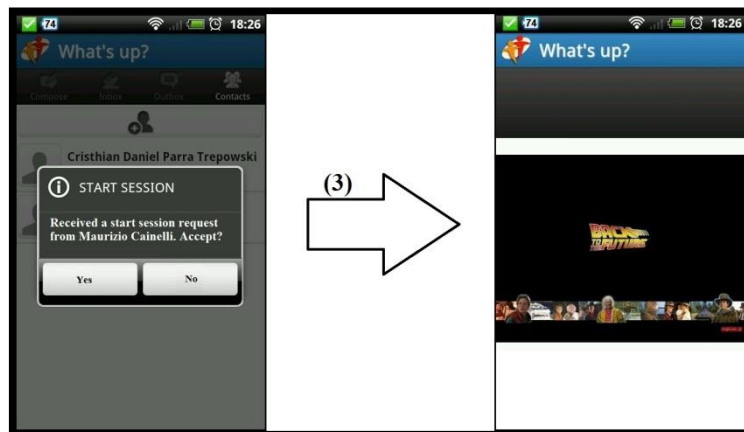 74
18:26
What's up?
Compose Inbox Outbox Contacts
Cristhian Daniel Parra Trepowski
START SESSION
Received a start session request
from Maurizio Cainelli. Accept?
Yes No
(3)
74
18:26
What's up?
BACK
TO THE
FUTURE